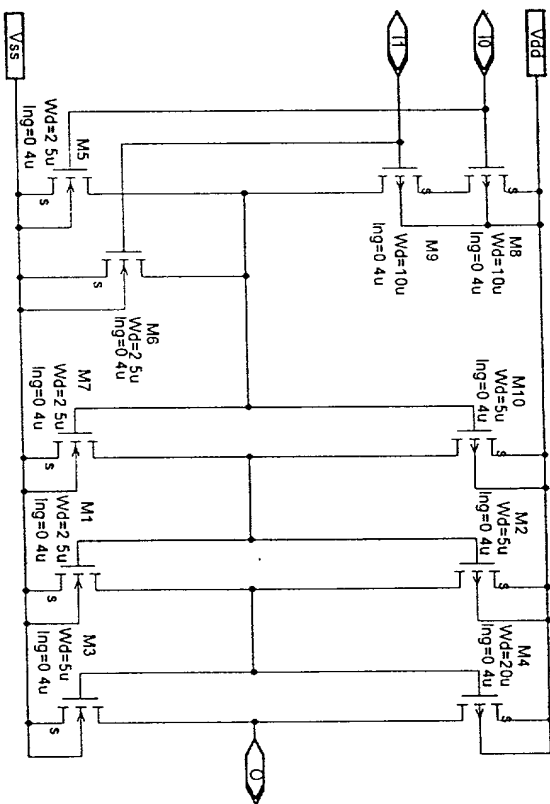 Vdd
I0
I1
Vss
M8
Wd=10u
lng=0 4u
M9
Wd=10u
lng=0 4u
s
s
M5
Wd=2 5u
lng=0 4u
s
M6
Wd=2 5u
lng=0 4u
s
M10
Wd=5u
lng=0 4u
s
M7
Wd=2 5u
lng=0 4u
s
M2
Wd=5u
lng=0 4u
s
M1
Wd=2 5u
lng=0 4u
s
M4
Wd=20u
lng=0 4u
s
M3
Wd=5u
lng=0 4u
s
O